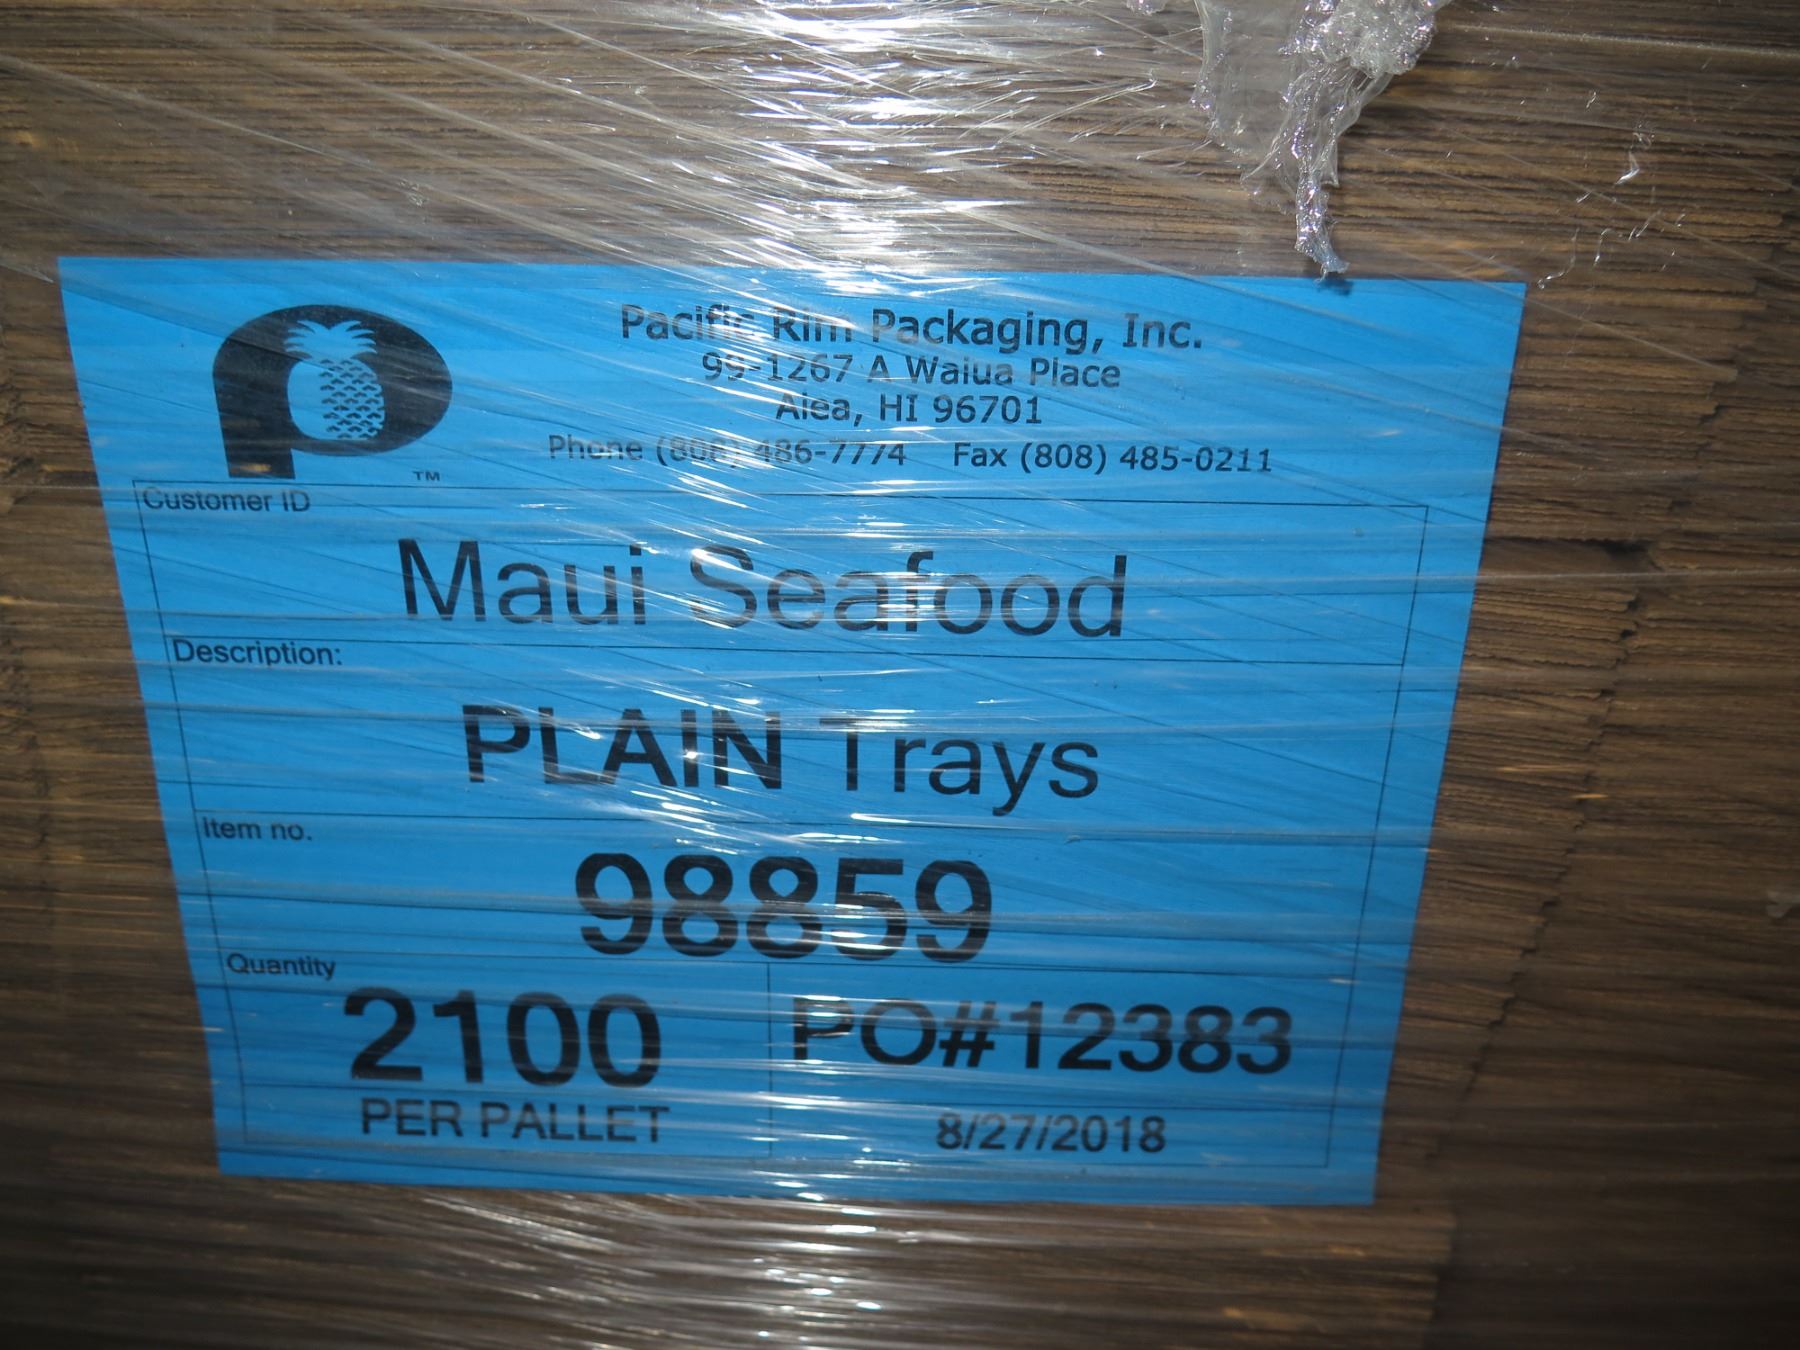 Pacific Rim Packaging, Inc.
99-1267 A Waiua Place
Aiea, HI 96701
Phone (808) 486-7774 Fax (808) 485-0211
TM
Customer ID
Maui Seafood
Description:
PLAIN Trays
Item no.
98859
Quantity
2100 PO#12383
PER PALLET 8/27/2018